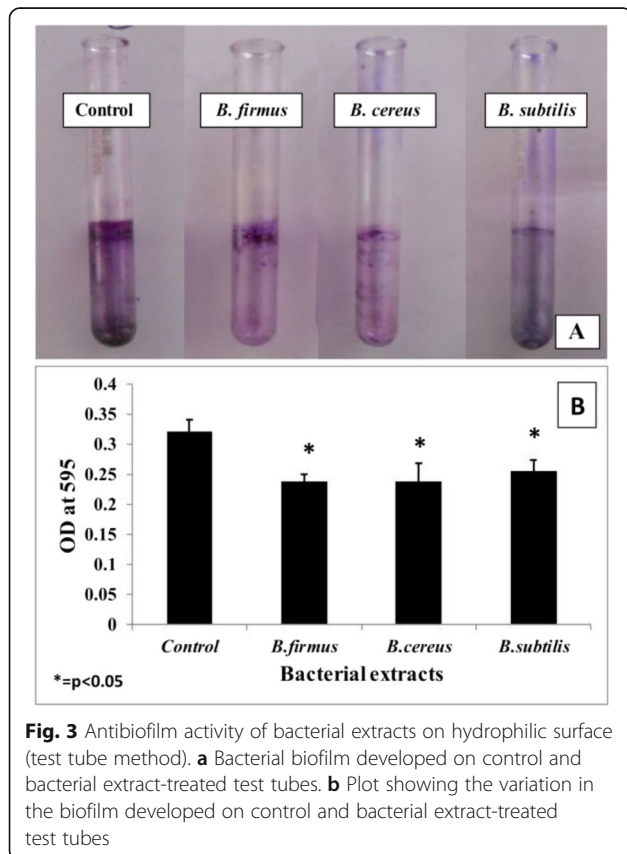 Control
B. firmus
B. cereus
B. subtilis
A
B
0.4
0.35
0.3
0.25
0.2
0.15
0.1
0.05
0
OD at 595
*
*
*
Control
B.firmus
B.cereus
B.subtilis
*=p<0.05
Bacterial extracts
Fig. 3 Antibiofilm activity of bacterial extracts on hydrophilic surface
(test tube method). a Bacterial biofilm developed on control and
bacterial extract-treated test tubes. b Plot showing the variation in
the biofilm developed on control and bacterial extract-treated
test tubes